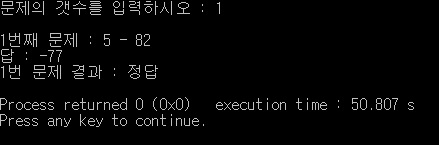 문제의 갯수를 입력하시오 : 1
1번째 문제 : 5 - 82
답 : -77
1번 문제 결과 : 정답
Process returned 0 (0x0)   execution time : 50.807 s
Press any key to continue.